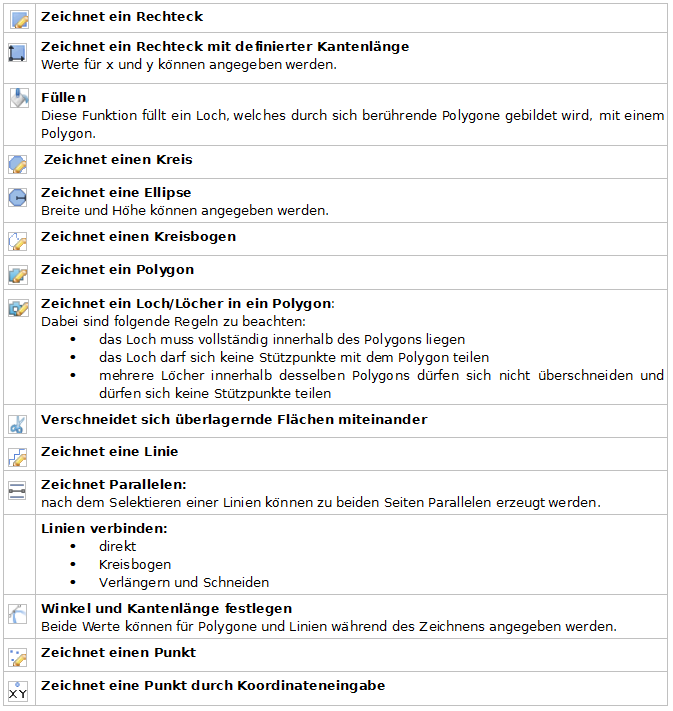 Zeichnet ein Rechteck
Zeichnet ein Rechteck mit definierter Kantenlänge
Werte für x und y können angegeben werden.
Füllen
Diese Funktion füllt ein Loch, welches durch sich berührende Polygone gebildet wird, mit einem
Polygon.
Zeichnet einen Kreis
Zeichnet eine Ellipse
Breite und Höhe können angegeben werden.
Zeichnet einen Kreisbogen
Zeichnet ein Polygon
Zeichnet ein Loch/Löcher in ein Polygon:
Dabei sind folgende Regeln zu beachten:
• das Loch muss vollständig innerhalb des Polygons liegen
• das Loch darf sich keine Stützpunkte mit dem Polygon teilen
• mehrere Löcher innerhalb desselben Polygons dürfen sich nicht überschneiden und
dürfen sich keine Stützpunkte teilen
Verschneidet sich überlagernde Flächen miteinander
Zeichnet eine Linie
Zeichnet Parallelen:
nach dem Selektieren einer Linien können zu beiden Seiten Parallelen erzeugt werden.
Linien verbinden:
• direkt
• Kreisbogen
• Verlängern und Schneiden
Winkel und Kantenlänge festlegen
Beide Werte können für Polygone und Linien während des Zeichnens angegeben werden.
Zeichnet einen Punkt
XY Zeichnet eine Punkt durch Koordinateneingabe